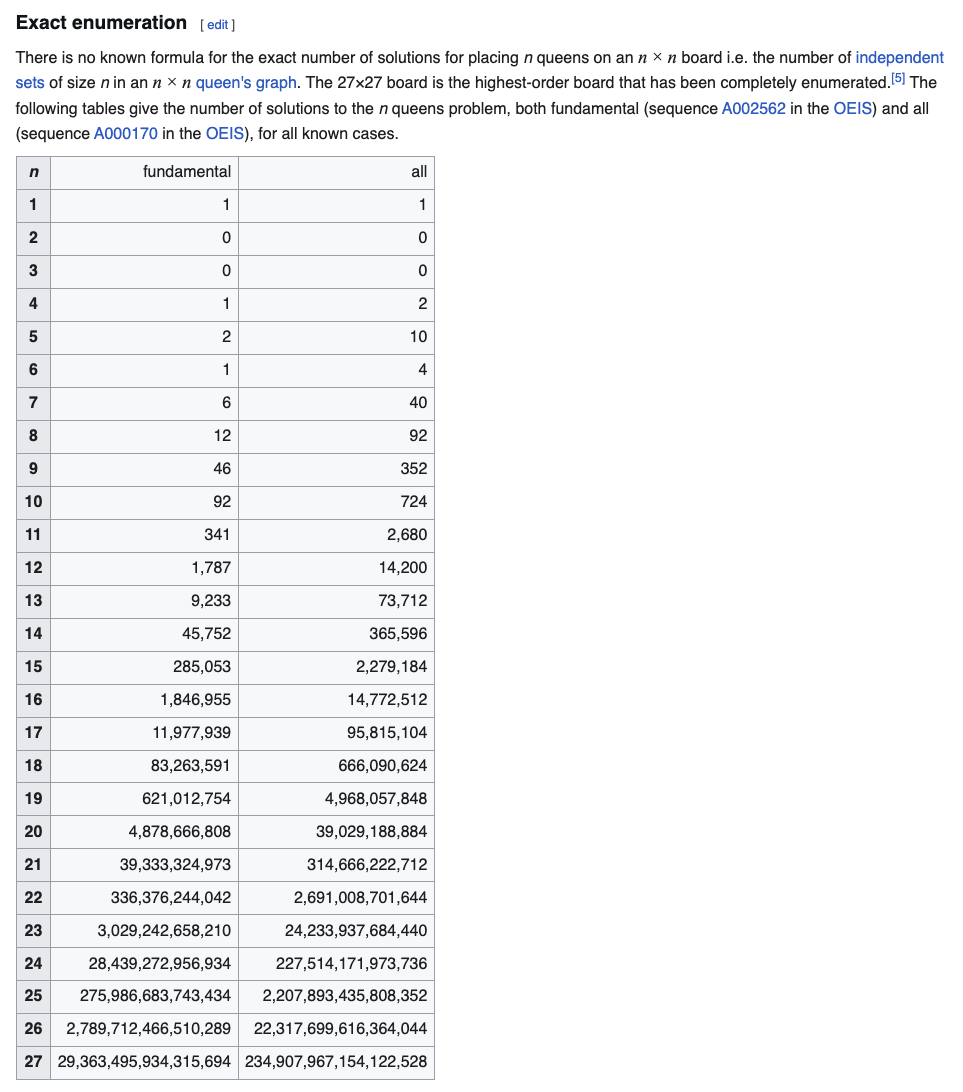 Exact enumeration [ edit ]
There is no known formula for the exact number of solutions for placing n queens on an n × n board i.e. the number of independent
sets of size n in an n × n queen's graph. The 27×27 board is the highest-order board that has been completely enumerated.[5] The
following tables give the number of solutions to the n queens problem, both fundamental (sequence A002562 in the OEIS) and all
(sequence A000170 in the OEIS), for all known cases.
n fundamental all
1 1 1
2 0 0
3 0 0
4 1 2
5 2 10
6 1 4
7 6 40
8 12 92
9 46 352
10 92 724
11 341 2,680
12 1,787 14,200
13 9,233 73,712
14 45,752 365,596
15 285,053 2,279,184
16 1,846,955 14,772,512
17 11,977,939 95,815,104
18 83,263,591 666,090,624
19 621,012,754 4,968,057,848
20 4,878,666,808 39,029,188,884
21 39,333,324,973 314,666,222,712
22 336,376,244,042 2,691,008,701,644
23 3,029,242,658,210 24,233,937,684,440
24 28,439,272,956,934 227,514,171,973,736
25 275,986,683,743,434 2,207,893,435,808,352
26 2,789,712,466,510,289 22,317,699,616,364,044
27 29,363,495,934,315,694 234,907,967,154,122,528